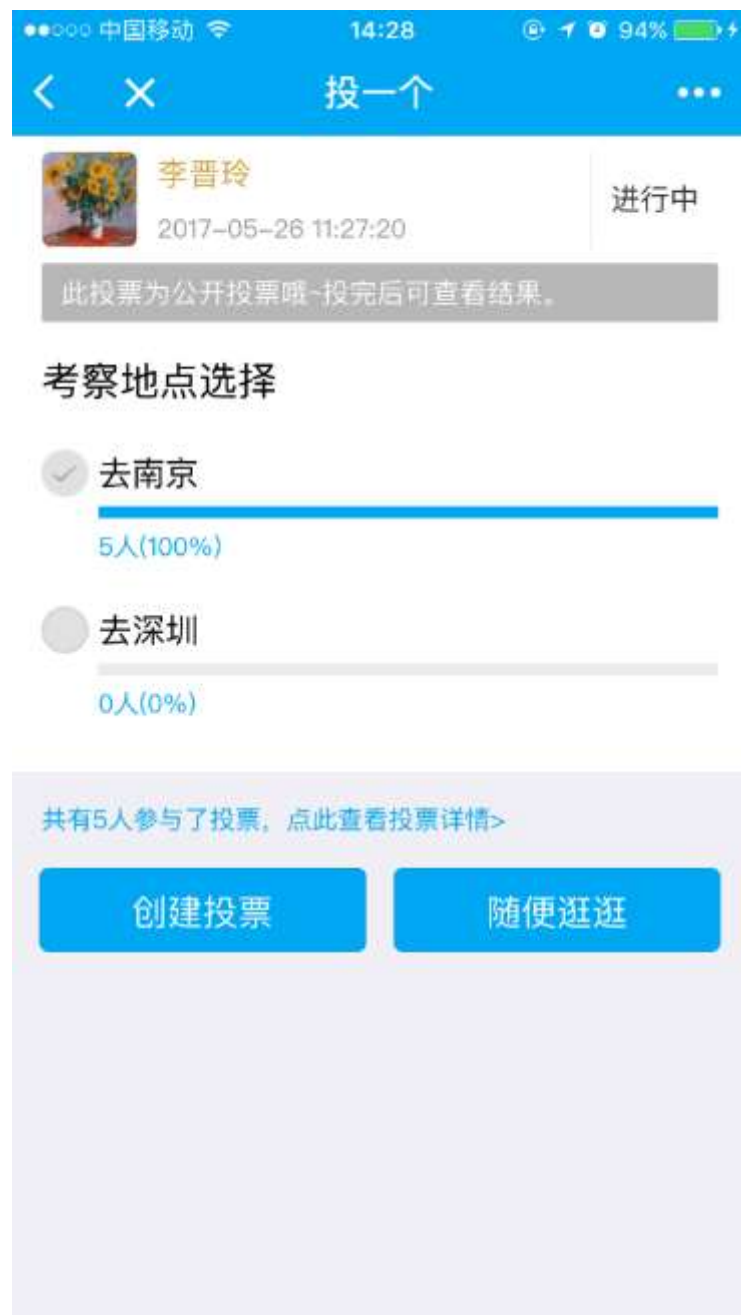 中国移动 14:28 94%
投一个
李晋玲
2017-05-26 11:27:20
进行中
此投票为公开投票哦~投完后可查看结果。
考察地点选择
去南京
5人(100%)
去深圳
0人(0%)
共有5人参与了投票，点此查看投票详情>
创建投票 随便逛逛